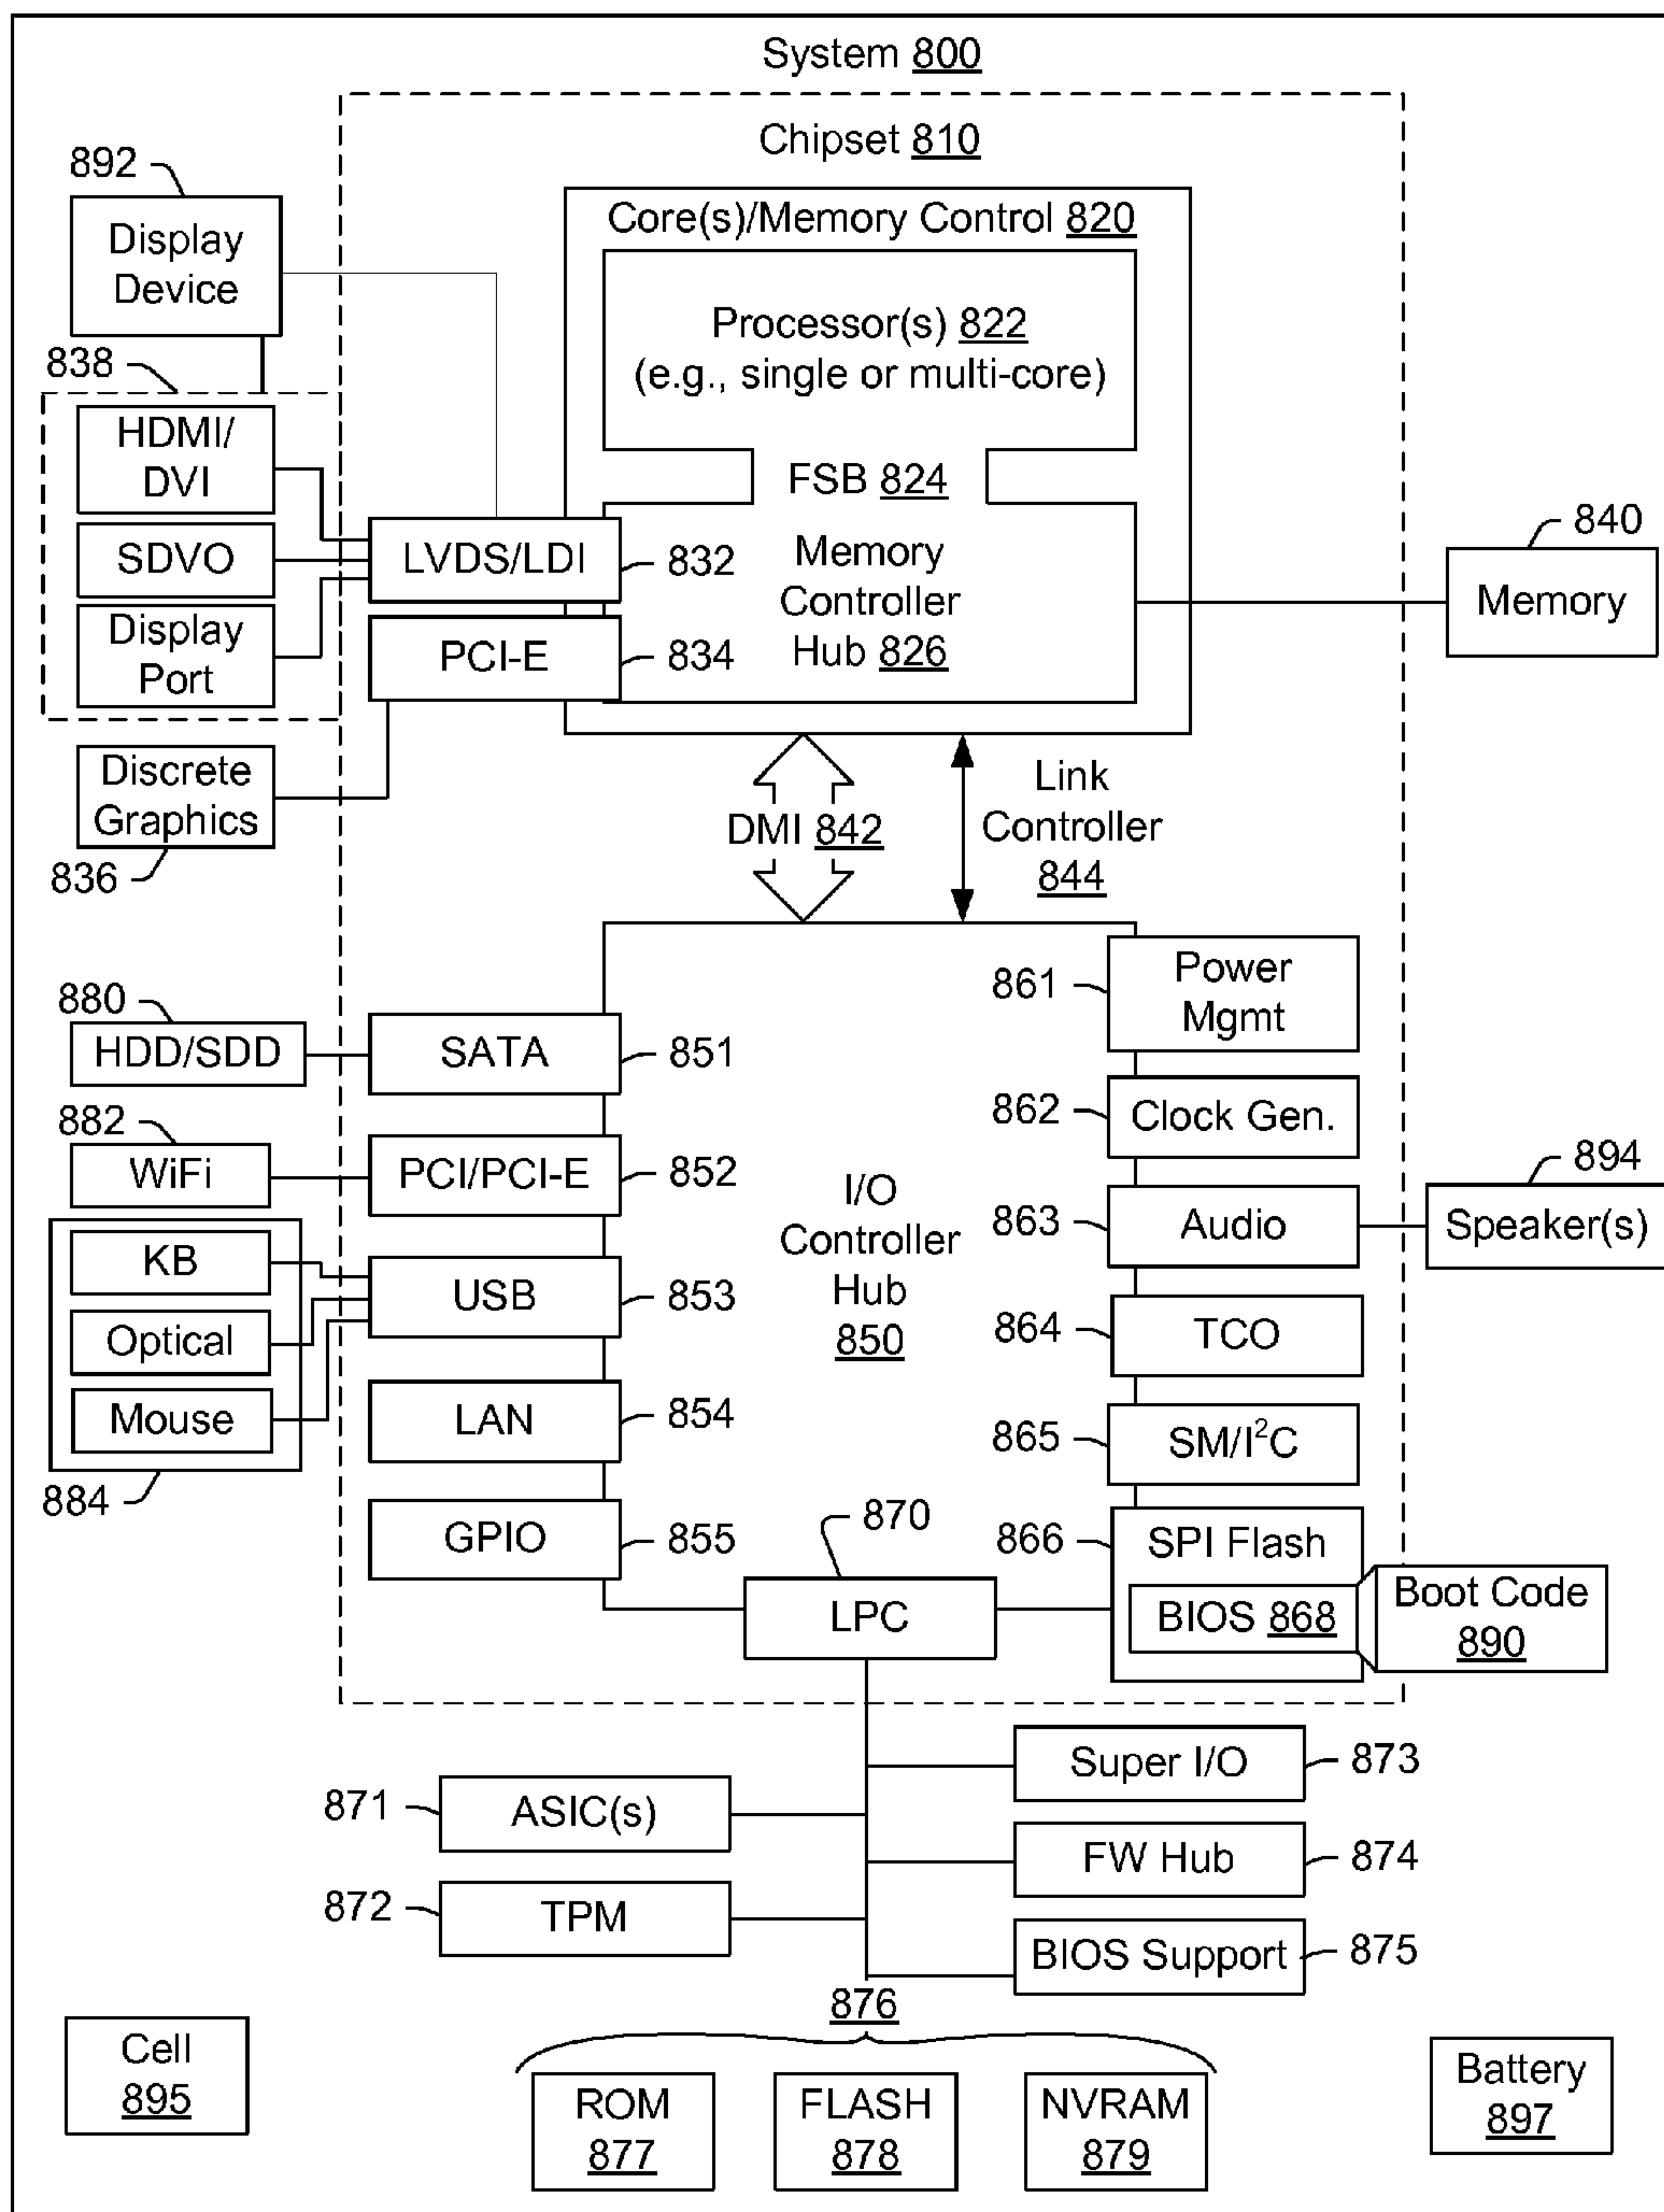 System 800
Chipset 810
892
Display
Device
Core(s)/Memory Control 820
Processor(s) 822
(e.g., single or multi-core)
838
HDMI/
DVI
SDVO
Display
Port
FSB 824
LVDS/LDI
832
PCI-E
834
Memory
Controller
Hub 826
840
Memory
Discrete
Graphics
836
DMI 842
Link
Controller
844
880
HDD/SDD
SATA
851
882
WiFi
PCI/PCI-E
852
KB
Optical
Mouse
884
USB
853
LAN
854
GPIO
855
I/O
Controller
Hub
850
861
Power
Mgmt
862
Clock Gen.
863
Audio
894
Speaker(s)
864
TCO
865
SM/I²C
866
SPI Flash
BIOS 868
Boot Code
890
870
LPC
871
ASIC(s)
872
TPM
Super I/O
873
FW Hub
874
BIOS Support
875
876
Cell
895
ROM
877
FLASH
878
NVRAM
879
Battery
897